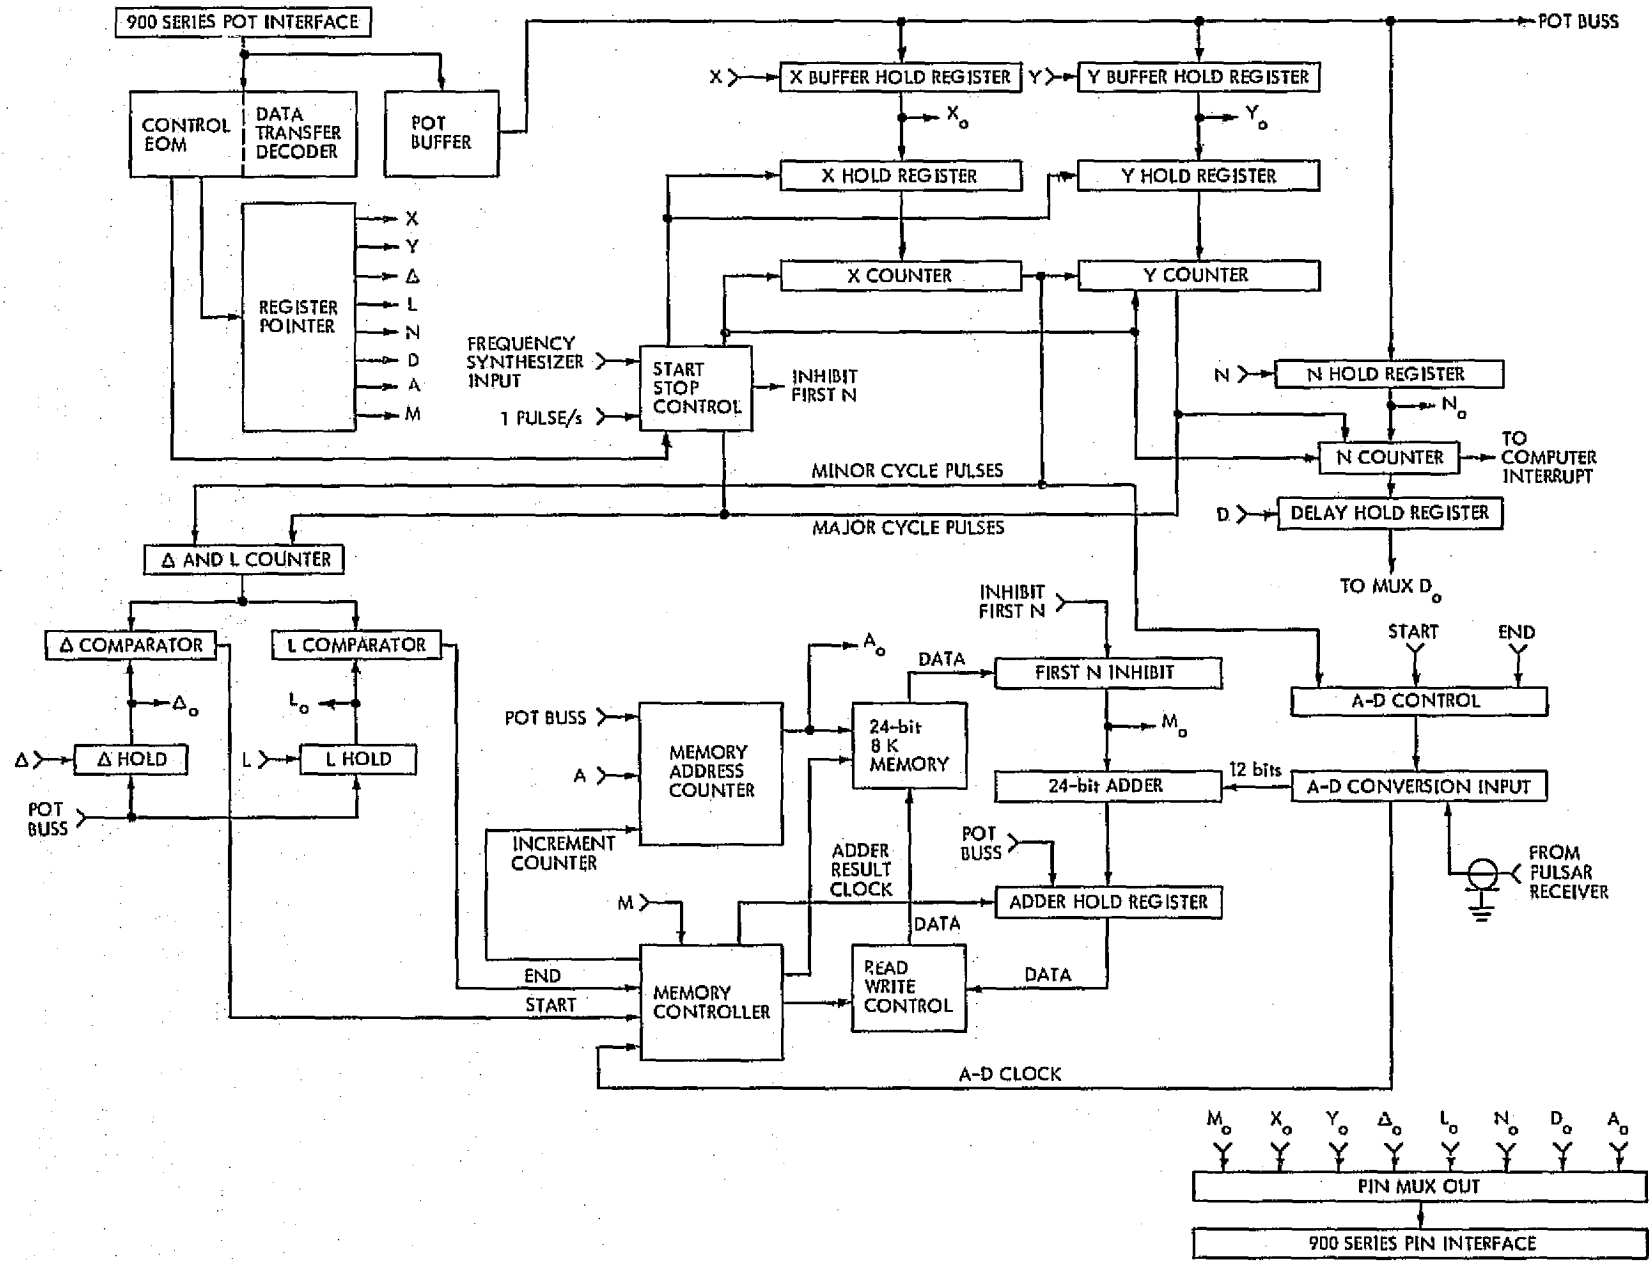 900 SERIES POT INTERFACE
POT BUSS
X
X BUFFER HOLD REGISTER
Y
Y BUFFER HOLD REGISTER
CONTROL
EOM
DATA
TRANSFER
DECODER
POT
BUFFER
Xo
Yo
X HOLD REGISTER
Y HOLD REGISTER
REGISTER
POINTER
X
Y
Δ
L
N
D
A
M
X COUNTER
Y COUNTER
FREQUENCY
SYNTHESIZER
INPUT
1 PULSE/s
START
STOP
CONTROL
INHIBIT
FIRST N
N
N HOLD REGISTER
No
N COUNTER
TO
COMPUTER
INTERRUPT
MINOR CYCLE PULSES
MAJOR CYCLE PULSES
D
DELAY HOLD REGISTER
TO MUX Do
Δ AND L COUNTER
Δ COMPARATOR
L COMPARATOR
Δo
Lo
Δ
Δ HOLD
L
L HOLD
POT
BUSS
INHIBIT
FIRST N
Ao
DATA
FIRST N INHIBIT
START
END
A-D CONTROL
POT BUSS
A
MEMORY
ADDRESS
COUNTER
24-bit
8 K
MEMORY
Mo
24-bit ADDER
12 bits
A-D CONVERSION INPUT
INCREMENT
COUNTER
ADDER
RESULT
CLOCK
POT
BUSS
FROM
PULSAR
RECEIVER
M
ADDER HOLD REGISTER
DATA
END
START
MEMORY
CONTROLLER
READ
WRITE
CONTROL
DATA
A-D CLOCK
Mo Xo Yo Δo Lo No Do Ao
PIN MUX OUT
900 SERIES PIN INTERFACE